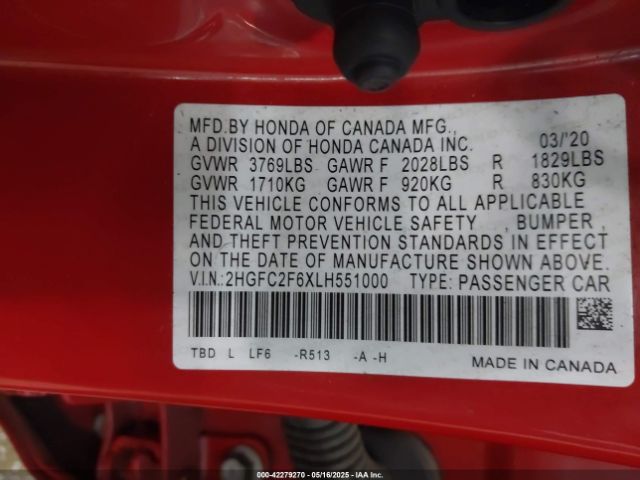 MFD.BY HONDA OF CANADA MFG.,
A DIVISION OF HONDA CANADA INC. 03/'20
GVWR 3769LBS GAWR F 2028LBS R 1829LBS
GVWR 1710KG GAWR F 920KG R 830KG
THIS VEHICLE CONFORMS TO ALL APPLICABLE
FEDERAL MOTOR VEHICLE SAFETY , BUMPER ,
AND THEFT PREVENTION STANDARDS IN EFFECT
ON THE DATE OF MANUFACTURE SHOWN ABOVE.
V.I.N.:2HGFC2F6XLH551000 TYPE: PASSENGER CAR
TBD L LF6 -R513 -A -H
MADE IN CANADA
000-42279270 - 05/16/2025 - IAA Inc.